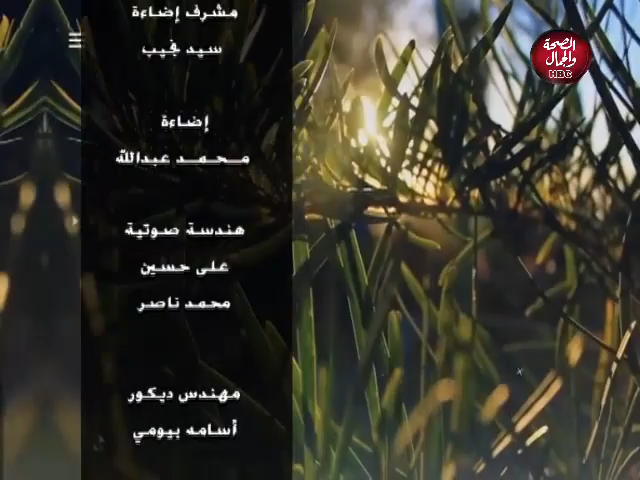 مشرف إضاءة
سيد نجيب
إضاءة
محمد عبدالله
هندسة صوتية
على حسين
محمد ناصر
مهندس ديكور
أسامه بيومي
الصحة
والجمال
HBC